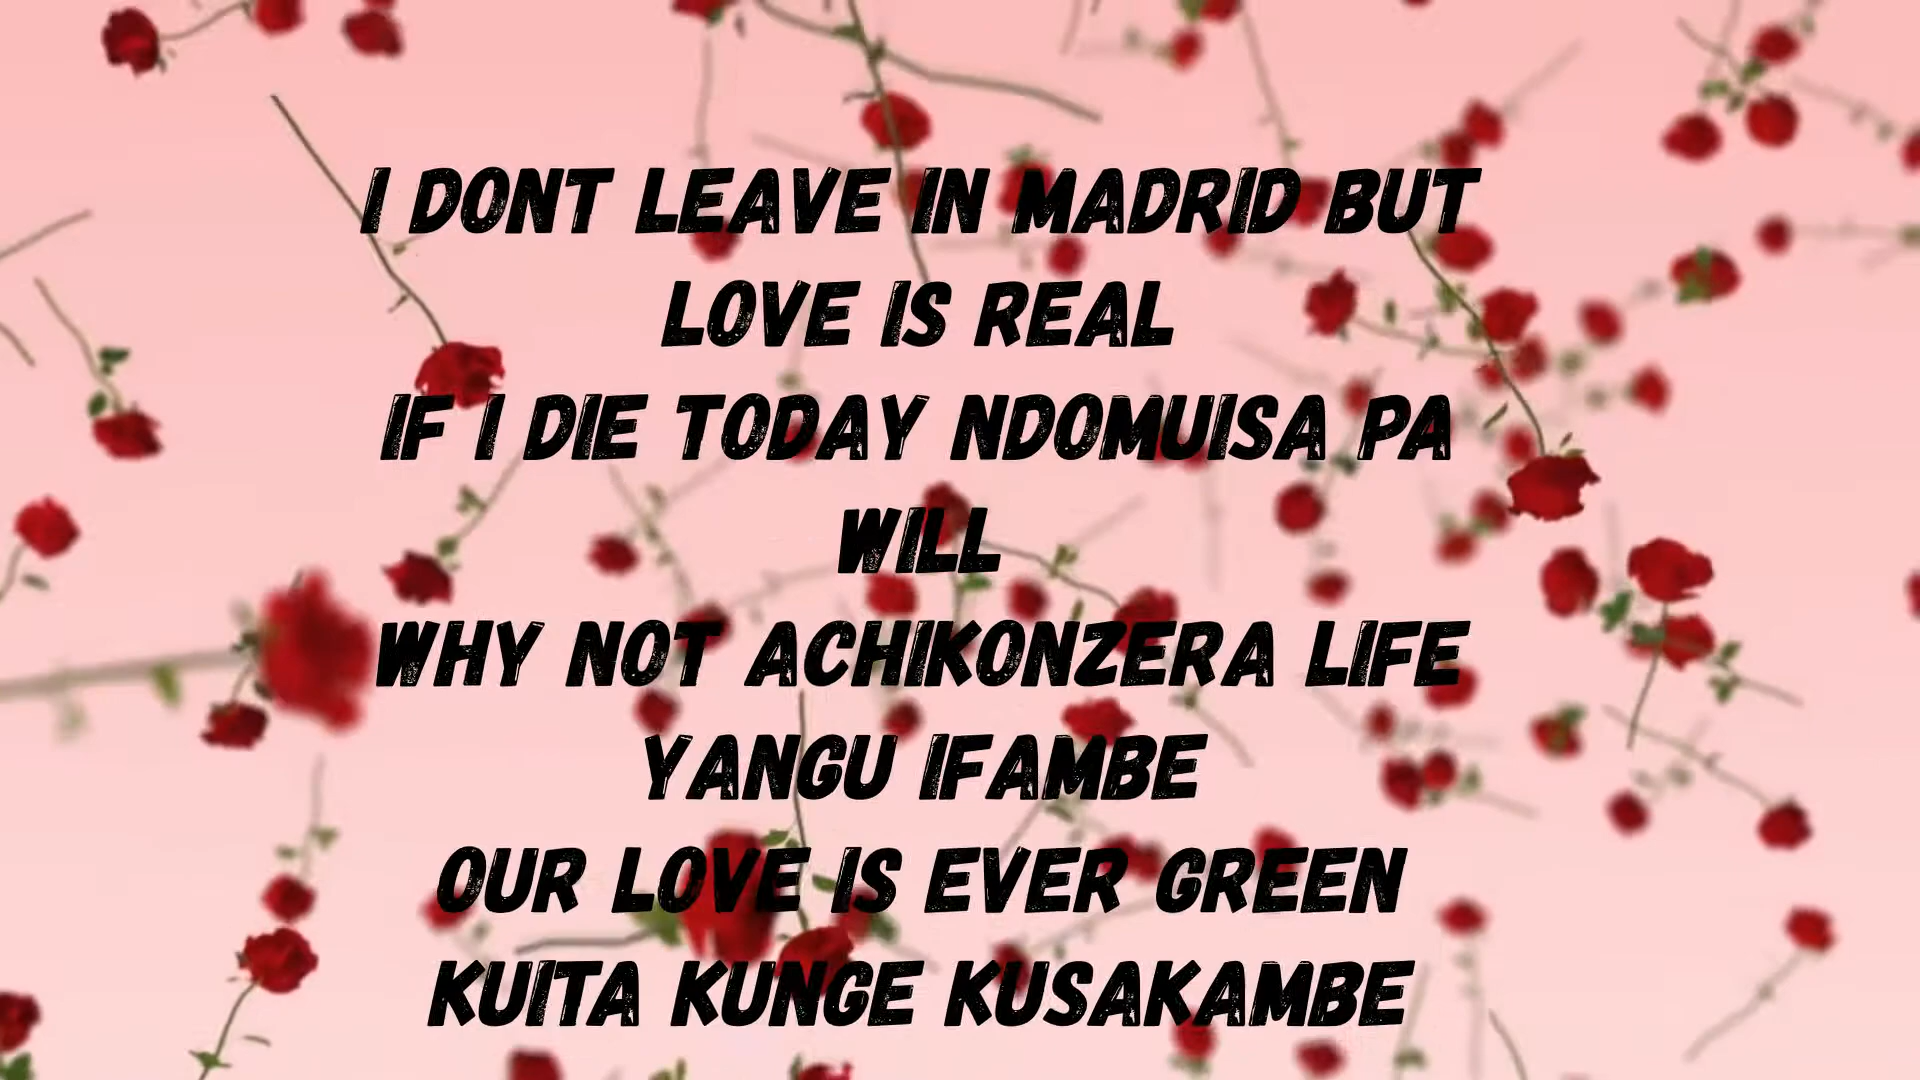 I DONT LEAVE IN MADRID BUT
LOVE IS REAL
IF I DIE TODAY NDOMUISA PA
WILL
WHY NOT ACHIKONZERA LIFE
YANGU IFAMBE
OUR LOVE IS EVER GREEN
KUITA KUNGE KUSAKAMBE